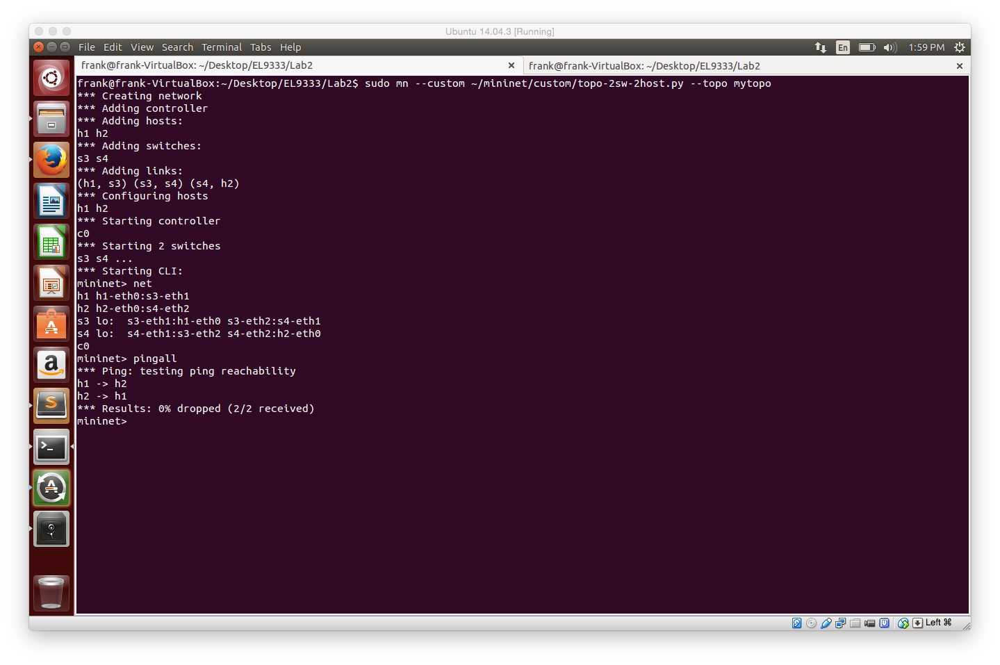 Ubuntu 14.04.3 [Running]
File Edit View Search Terminal Tabs Help
En
1:59 PM
frank@frank-VirtualBox: ~/Desktop/EL9333/Lab2
frank@frank-VirtualBox: ~/Desktop/EL9333/Lab2
frank@frank-VirtualBox:~/Desktop/EL9333/Lab2$ sudo mn --custom ~/mininet/custom/topo-2sw-2host.py --topo mytopo
*** Creating network
*** Adding controller
*** Adding hosts:
h1 h2
*** Adding switches:
s3 s4
*** Adding links:
(h1, s3) (s3, s4) (s4, h2)
*** Configuring hosts
h1 h2
*** Starting controller
c0
*** Starting 2 switches
s3 s4 ...
*** Starting CLI:
mininet> net
h1 h1-eth0:s3-eth1
h2 h2-eth0:s4-eth2
s3 lo:  s3-eth1:h1-eth0 s3-eth2:s4-eth1
s4 lo:  s4-eth1:s3-eth2 s4-eth2:h2-eth0
c0
mininet> pingall
*** Ping: testing ping reachability
h1 -> h2
h2 -> h1
*** Results: 0% dropped (2/2 received)
mininet>
Left ⌘